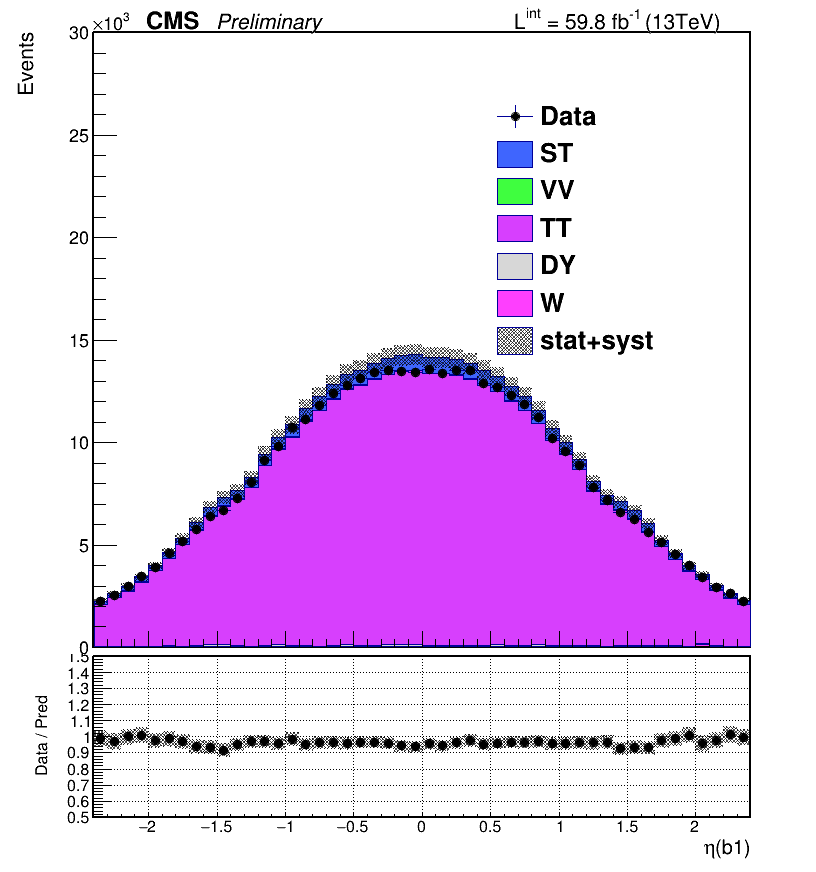 ×10³ CMS Preliminary L^int = 59.8 fb⁻¹ (13TeV)
Events
30
25
20
15
10
5
0
Data
ST
VV
TT
DY
W
stat+syst
Data / Pred
1.5
1.4
1.3
1.2
1.1
1
0.9
0.8
0.7
0.6
0.5
−2 −1.5 −1 −0.5 0 0.5 1 1.5 2
η(b1)